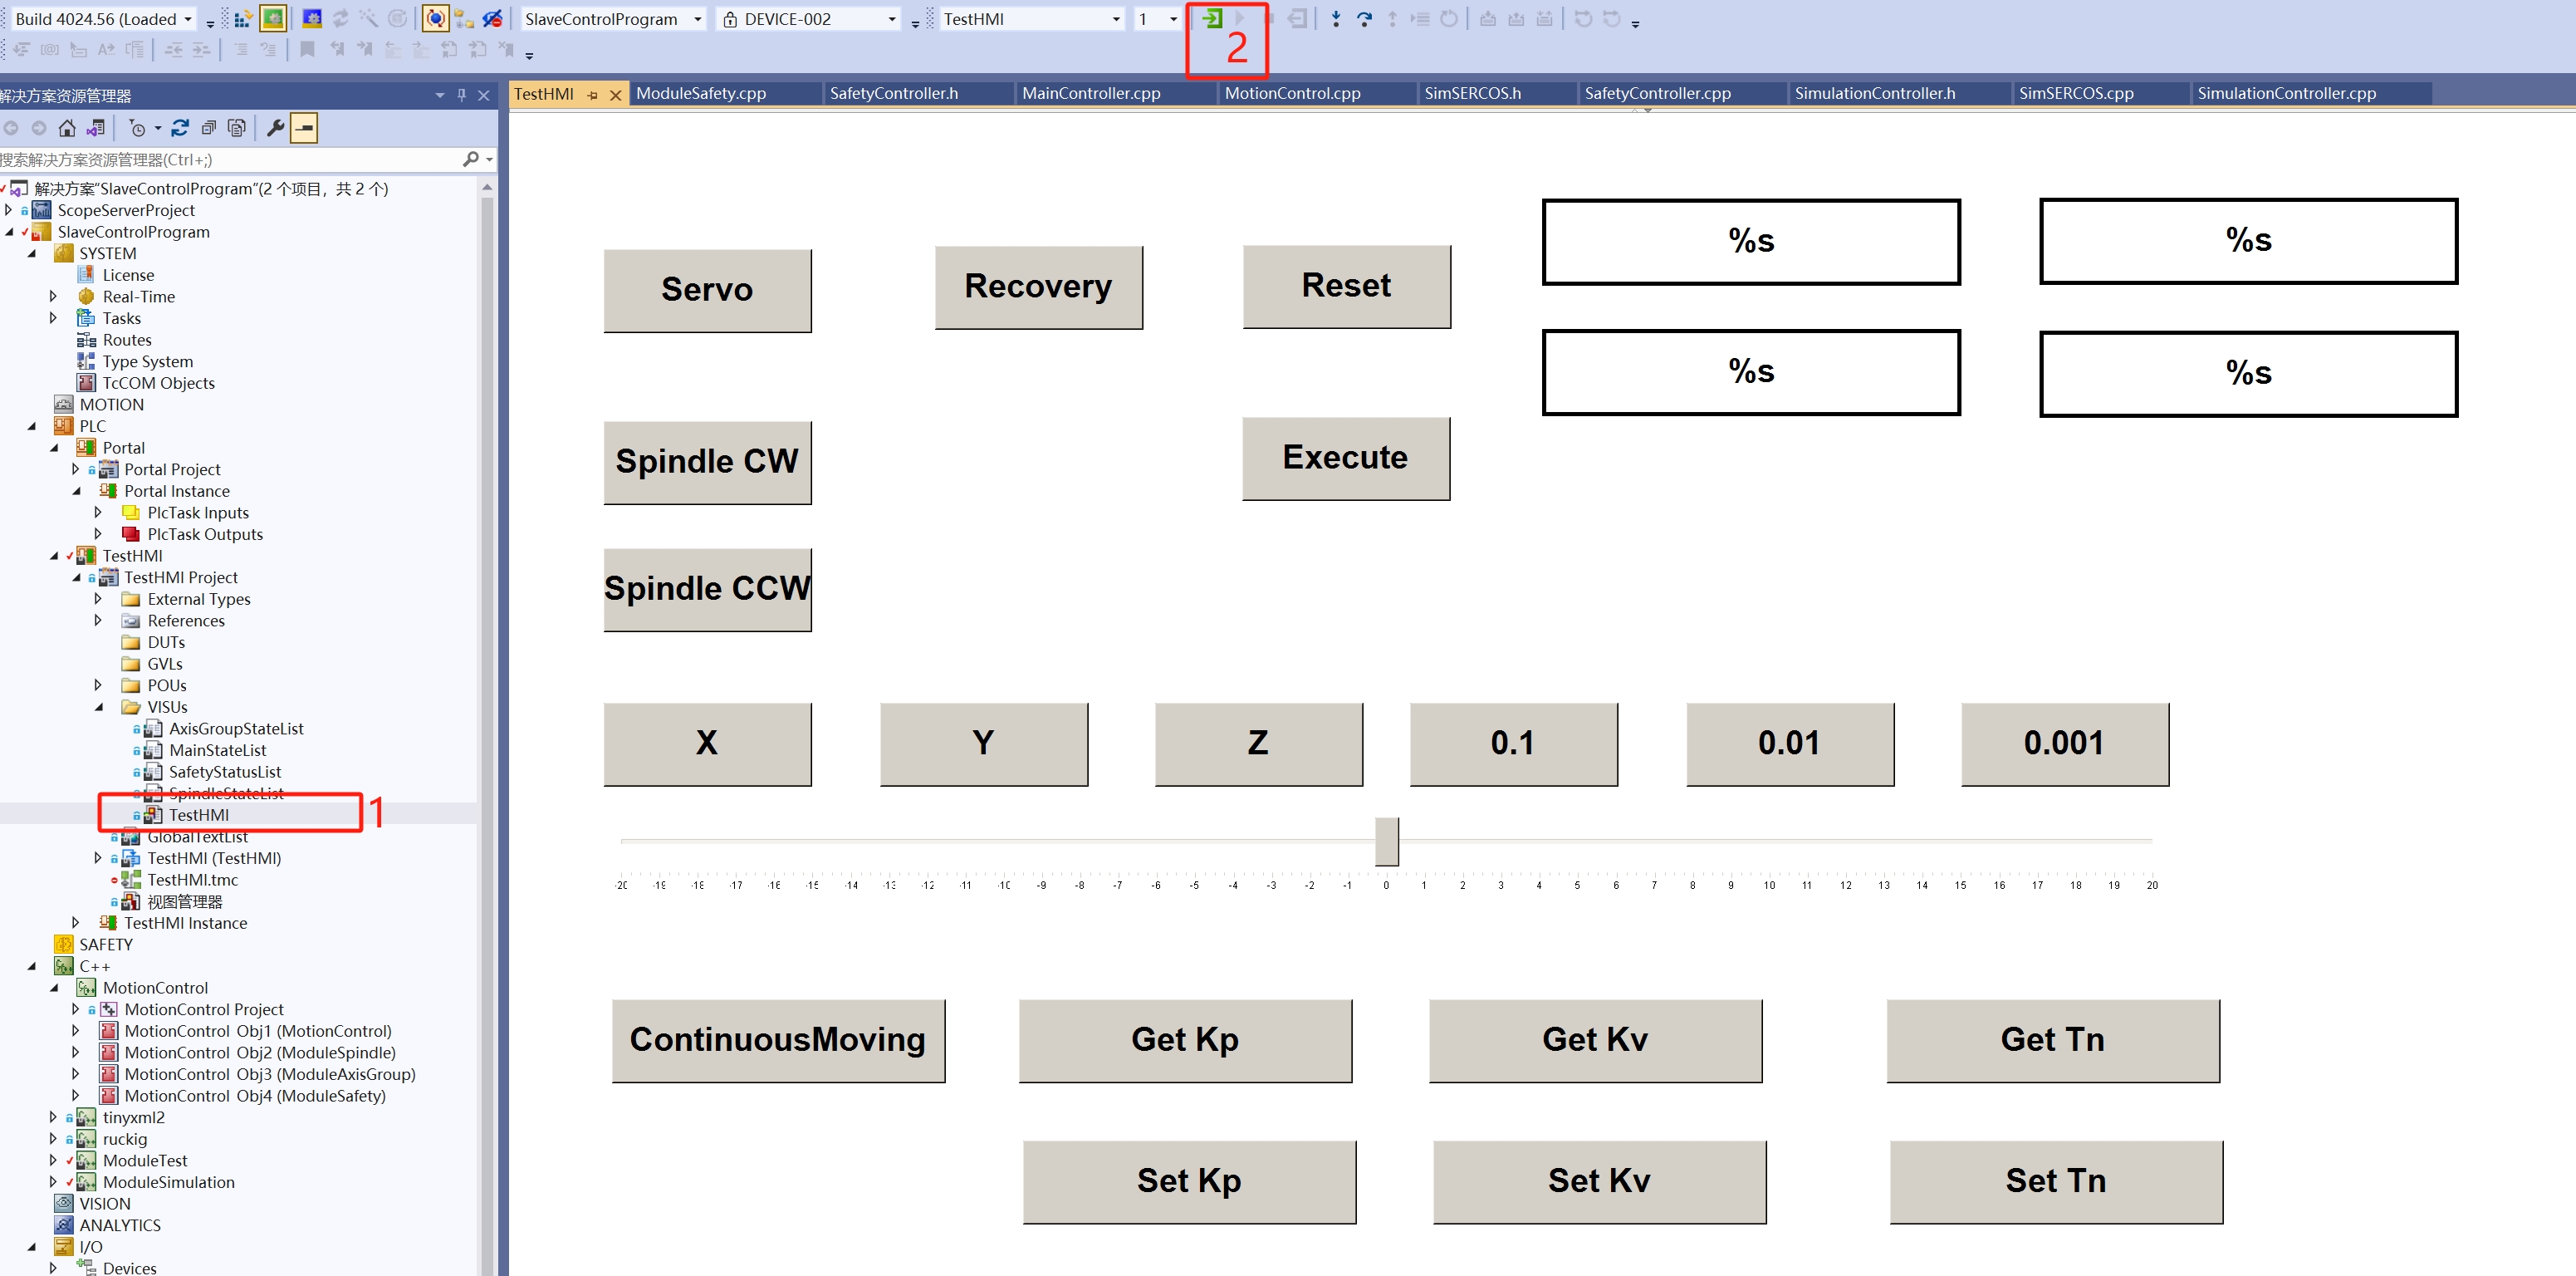 Build 4024.56 (Loaded
SlaveControlProgram
DEVICE-002
TestHMI
1
2
解决方案资源管理器
TestHMI
ModuleSafety.cpp
SafetyController.h
MainController.cpp
MotionControl.cpp
SimSERCOS.h
SafetyController.cpp
SimulationController.h
SimSERCOS.cpp
SimulationController.cpp
搜索解决方案资源管理器(Ctrl+;)
解决方案"SlaveControlProgram"(2 个项目，共 2 个)
ScopeServerProject
SlaveControlProgram
SYSTEM
License
Real-Time
Tasks
Routes
Type System
TcCOM Objects
MOTION
PLC
Portal
Portal Project
Portal Instance
PlcTask Inputs
PlcTask Outputs
TestHMI
TestHMI Project
External Types
References
DUTs
GVLs
POUs
VISUs
AxisGroupStateList
MainStateList
SafetyStatusList
SpindleStateList
TestHMI
1
GlobalTextList
TestHMI (TestHMI)
TestHMI.tmc
视图管理器
TestHMI Instance
SAFETY
C++
MotionControl
MotionControl Project
MotionControl Obj1 (MotionControl)
MotionControl Obj2 (ModuleSpindle)
MotionControl Obj3 (ModuleAxisGroup)
MotionControl Obj4 (ModuleSafety)
tinyxml2
ruckig
ModuleTest
ModuleSimulation
VISION
ANALYTICS
I/O
Devices
Servo
Recovery
Reset
%s
%s
%s
%s
Spindle CW
Execute
Spindle CCW
X
Y
Z
0.1
0.01
0.001
-20 -19 -18 -17 -16 -15 -14 -13 -12 -11 -10 -9 -8 -7 -6 -5 -4 -3 -2 -1 0 1 2 3 4 5 6 7 8 9 10 11 12 13 14 15 16 17 18 19 20
ContinuousMoving
Get Kp
Get Kv
Get Tn
Set Kp
Set Kv
Set Tn